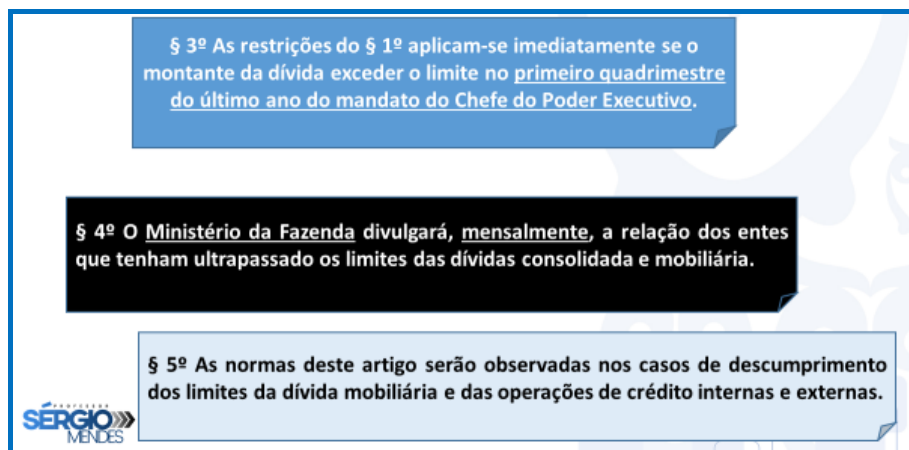 § 3º As restrições do § 1º aplicam-se imediatamente se o
montante da dívida exceder o limite no primeiro quadrimestre
do último ano do mandato do Chefe do Poder Executivo.
§ 4º O Ministério da Fazenda divulgará, mensalmente, a relação dos entes
que tenham ultrapassado os limites das dívidas consolidada e mobiliária.
§ 5º As normas deste artigo serão observadas nos casos de descumprimento
dos limites da dívida mobiliária e das operações de crédito internas e externas.
PROFESSOR
SÉRGIO
MENDES